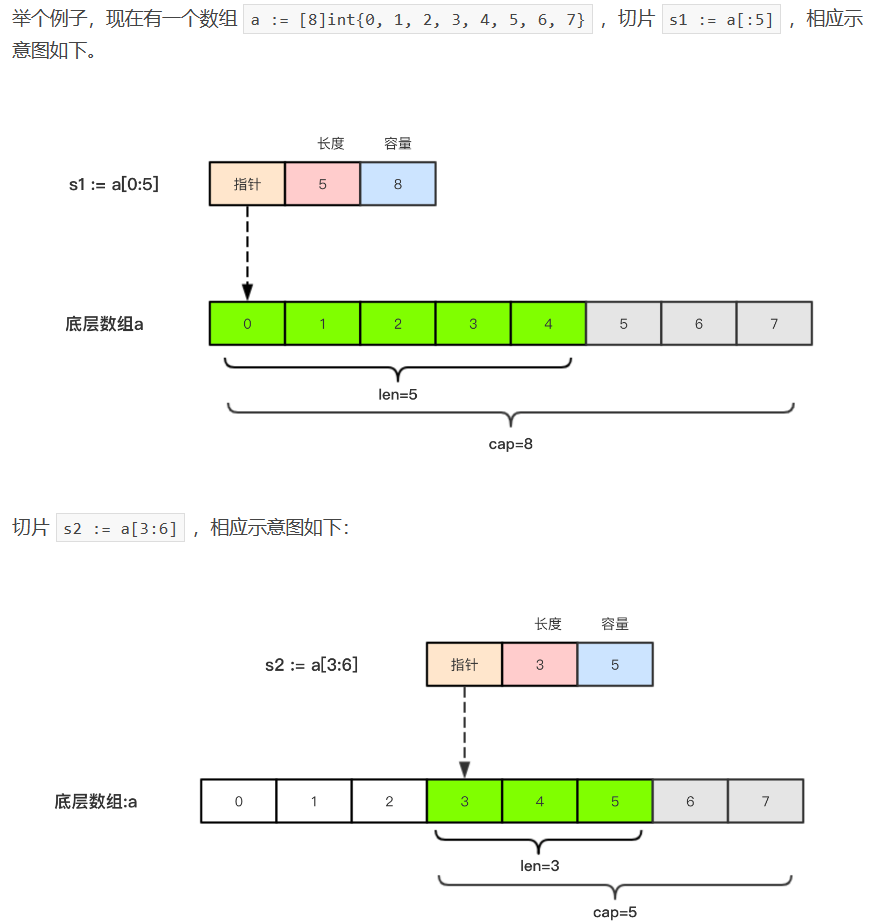 举个例子，现在有一个数组 a := [8]int{0, 1, 2, 3, 4, 5, 6, 7} ，切片 s1 := a[:5] ，相应示
意图如下。
长度 容量
s1 := a[0:5] 指针 5 8
底层数组a 0 1 2 3 4 5 6 7
len=5
cap=8
切片 s2 := a[3:6] ，相应示意图如下：
长度 容量
s2 := a[3:6] 指针 3 5
底层数组:a 0 1 2 3 4 5 6 7
len=3
cap=5